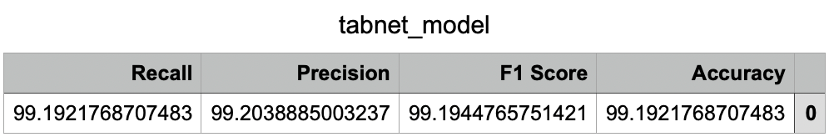 tabnet_model
Recall Precision F1 Score Accuracy
99.1921768707483 99.2038885003237 99.1944765751421 99.1921768707483 0